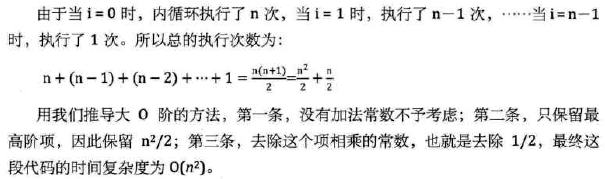 由于当 i = 0 时，内循环执行了 n 次，当 i = 1 时，执行了 n－1 次，……当 i=n－1
时，执行了 1 次。所以总的执行次数为：
n + (n － 1) + (n － 2) + ⋯ + 1 = n(n+1)/2 = n²/2 + n/2
用我们推导大 O 阶的方法，第一条，没有加法常数不予考虑；第二条，只保留最
高阶项，因此保留 n²/2；第三条，去除这个项相乘的常数，也就是去除 1/2，最终这
段代码的时间复杂度为 O(n²)。